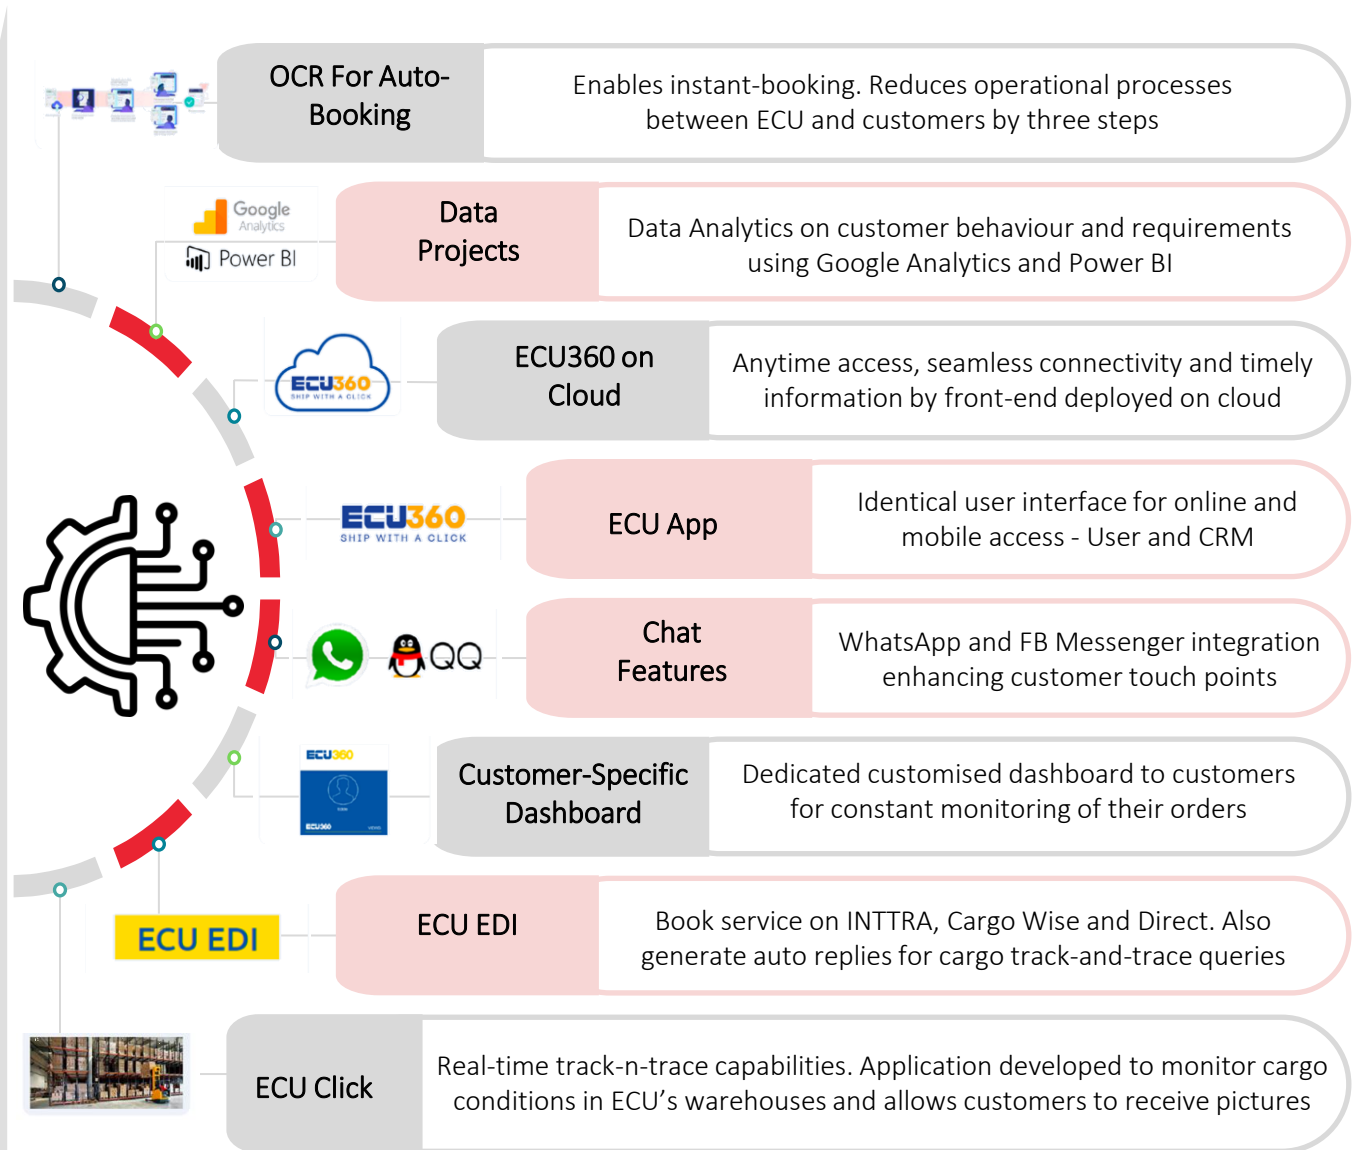 OCR For Auto-
Booking
Enables instant-booking. Reduces operational processes
between ECU and customers by three steps
Google
Analytics
Power BI
Data
Projects
Data Analytics on customer behaviour and requirements
using Google Analytics and Power BI
ECU360
SHIP WITH A CLICK
ECU360 on
Cloud
Anytime access, seamless connectivity and timely
information by front-end deployed on cloud
ECU360
SHIP WITH A CLICK
ECU App
Identical user interface for online and
mobile access - User and CRM
QQ
Chat
Features
WhatsApp and FB Messenger integration
enhancing customer touch points
ECU360
ECU360
Customer-Specific
Dashboard
Dedicated customised dashboard to customers
for constant monitoring of their orders
ECU EDI
ECU EDI
Book service on INTTRA, Cargo Wise and Direct. Also
generate auto replies for cargo track-and-trace queries
ECU Click
Real-time track-n-trace capabilities. Application developed to monitor cargo
conditions in ECU’s warehouses and allows customers to receive pictures